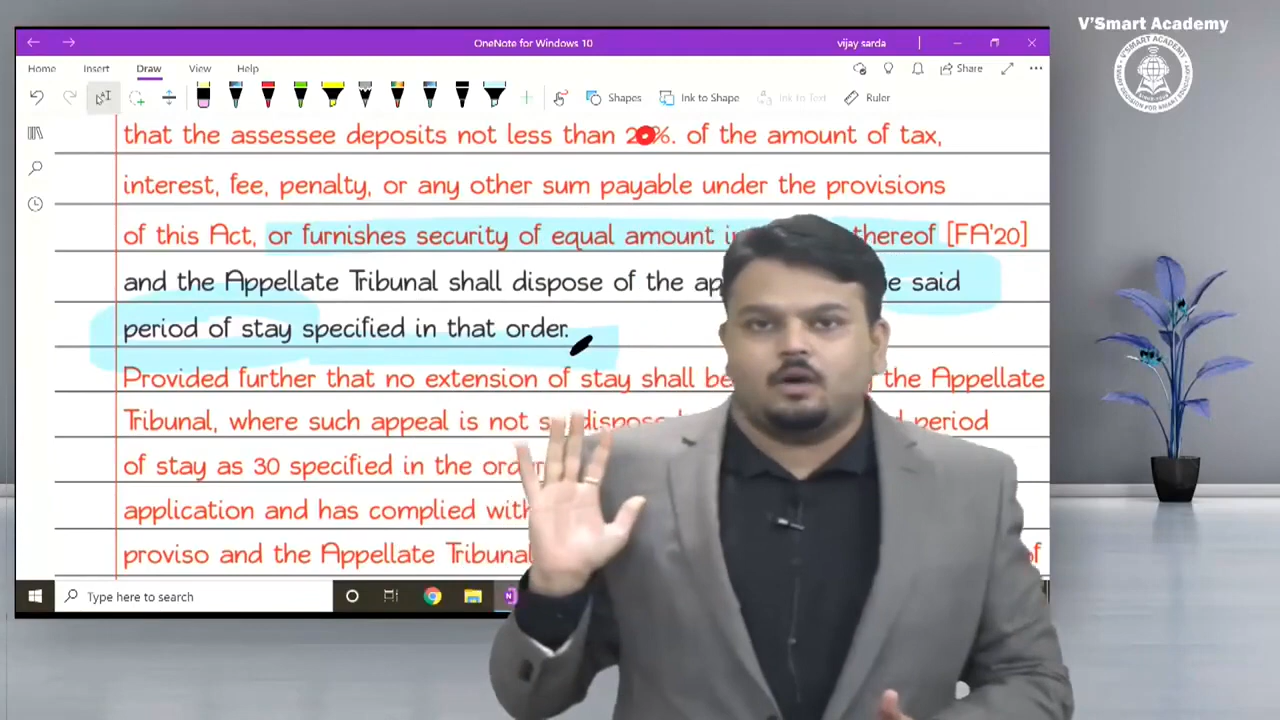 V'Smart Academy
OneNote for Windows 10
vijay sarda
Home Insert Draw View Help
Share
Shapes Ink to Shape Ink to Text Ruler
that the assessee deposits not less than 20%. of the amount of tax,
interest, fee, penalty, or any other sum payable under the provisions
of this Act, or furnishes security of equal amount in thereof [FA'20]
and the Appellate Tribunal shall dispose of the said
period of stay specified in that order.
Provided further that no extension of stay shall be the Appellate
Tribunal, where such appeal is not period
of stay as 30 specified in the
application and has complied with
proviso and the Appellate Tribunal of
Type here to search